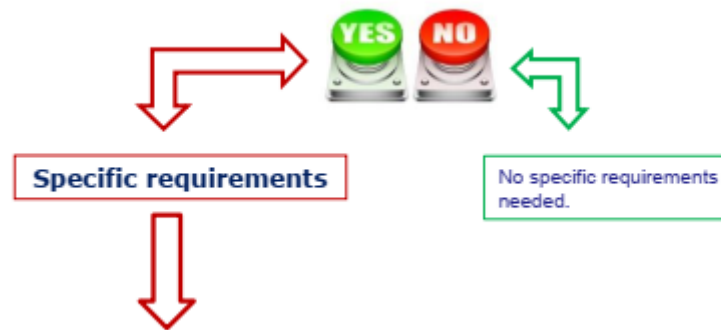 YES NO
Specific requirements
No specific requirements
needed.